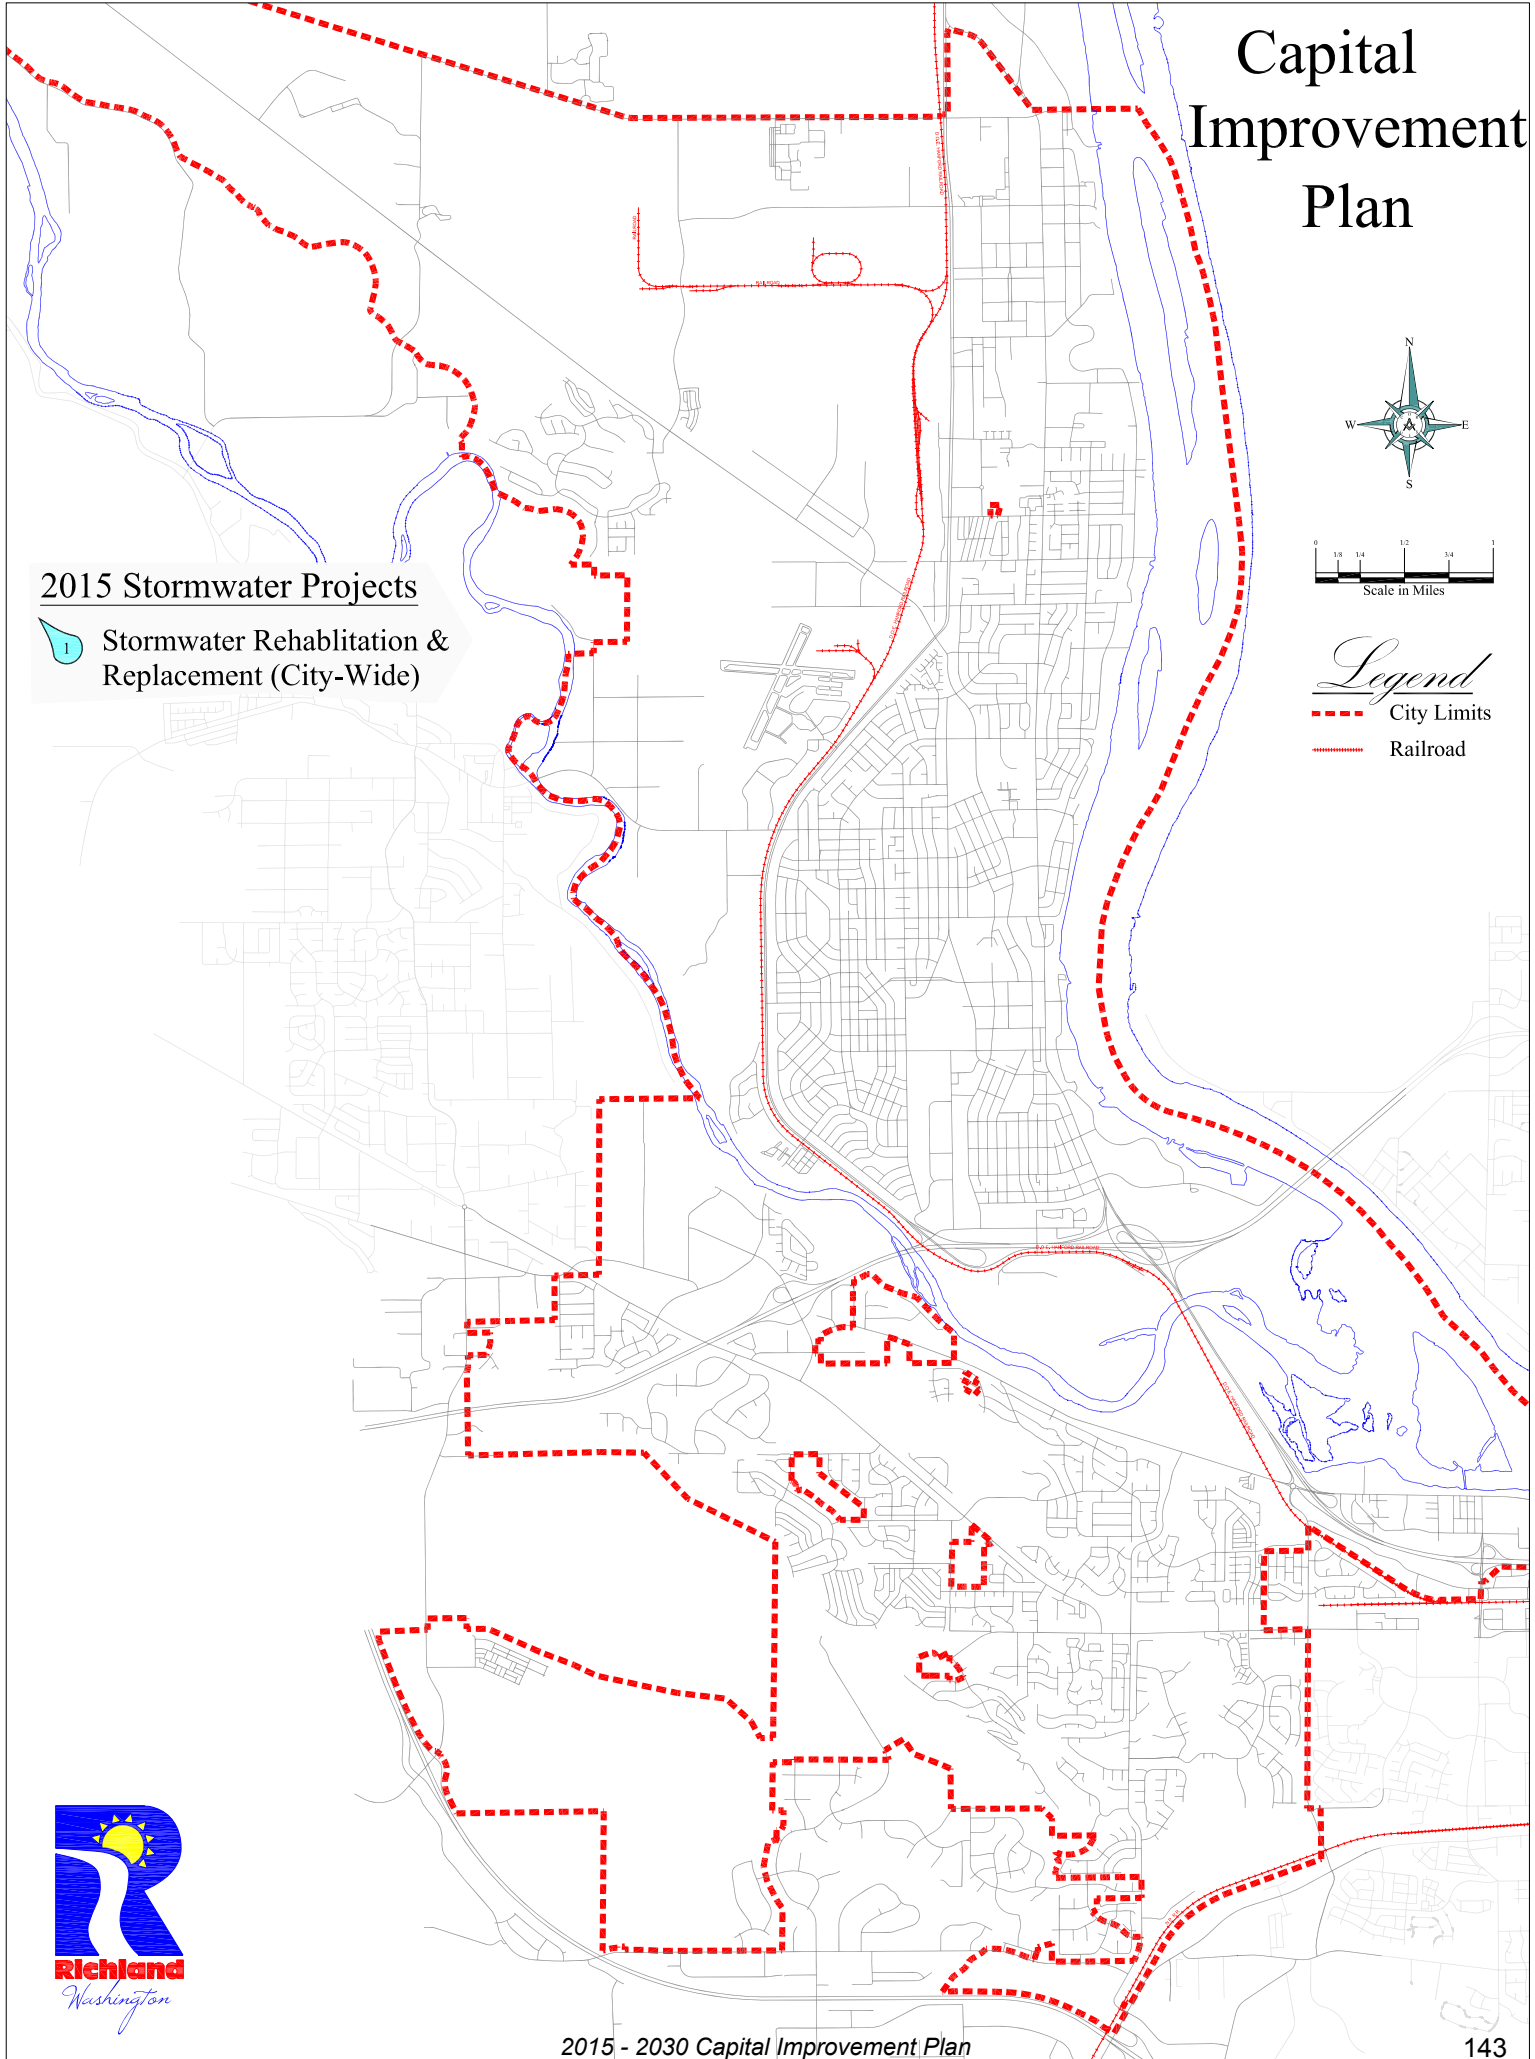 Capital
Improvement
Plan
N
W
E
S
0
1/8
1/4
1/2
3/4
1
Scale in Miles
Legend
City Limits
Railroad
2015 Stormwater Projects
1
Stormwater Rehablitation &
Replacement (City-Wide)
RAILROAD
Richland
Washington
2015 - 2030 Capital Improvement Plan
143